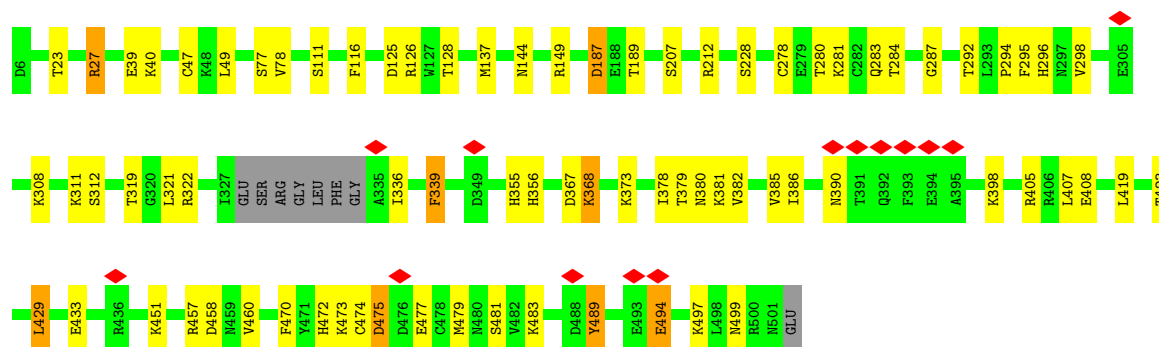 D6 T23 R27 E39 K40 C47 K48 L49 S77 V78 S111 F116 D125 R126 W127 T128 M137 N144 R149 D187 E188 T189 S207 R212 S228 C278 E279 T280 K281 C282 Q283 T284 G287 T292 L293 P294 F295 H296 N297 V298 E305
K308 K311 S312 T319 G320 L321 R322 I327 GLU SER ARG GLY LEU PHE GLY A335 I336 F339 D349 H355 H356 D367 K368 K373 I378 T379 N380 K381 V382 V385 I386 N390 T391 Q392 F393 E394 A395 K398 R405 R406 L407 E408 L419
L429 E433 R436 K451 R457 D458 N459 V460 F470 Y471 H472 K473 C474 D475 D476 E477 C478 M479 N480 S481 V482 K483 D488 Y489 E493 E494 K497 L498 N499 R500 N501 GLU